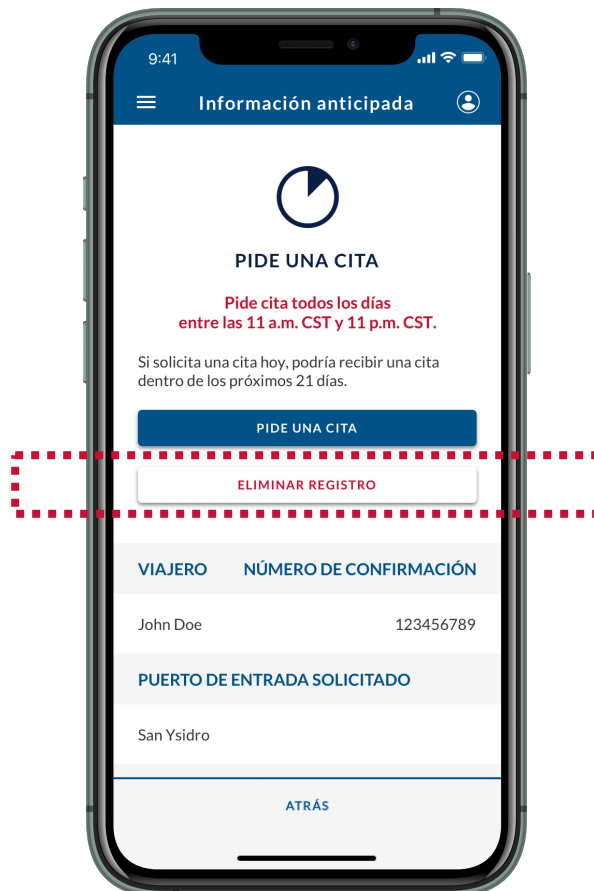 9:41
Información anticipada
PIDE UNA CITA
Pide cita todos los días
entre las 11 a.m. CST y 11 p.m. CST.
Si solicita una cita hoy, podría recibir una cita
dentro de los próximos 21 días.
PIDE UNA CITA
ELIMINAR REGISTRO
VIAJERO NÚMERO DE CONFIRMACIÓN
John Doe 123456789
PUERTO DE ENTRADA SOLICITADO
San Ysidro
ATRÁS